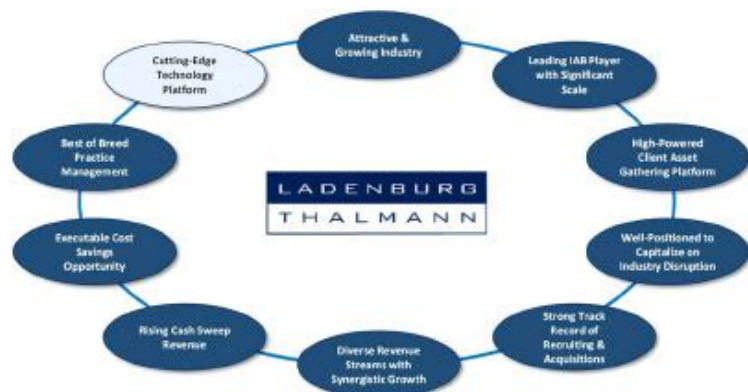 Attractive &
Growing Industry
Leading IAB Player
with Significant
Scale
High-Powered
Client Asset
Gathering Platform
Well-Positioned to
Capitalize on
Industry Disruption
Strong Track
Record of
Recruiting &
Acquisitions
Diverse Revenue
Streams with
Synergistic Growth
Rising Cash Sweep
Revenue
Executable Cost
Savings
Opportunity
Best of Breed
Practice
Management
Cutting-Edge
Technology
Platform
LADENBURG
THALMANN